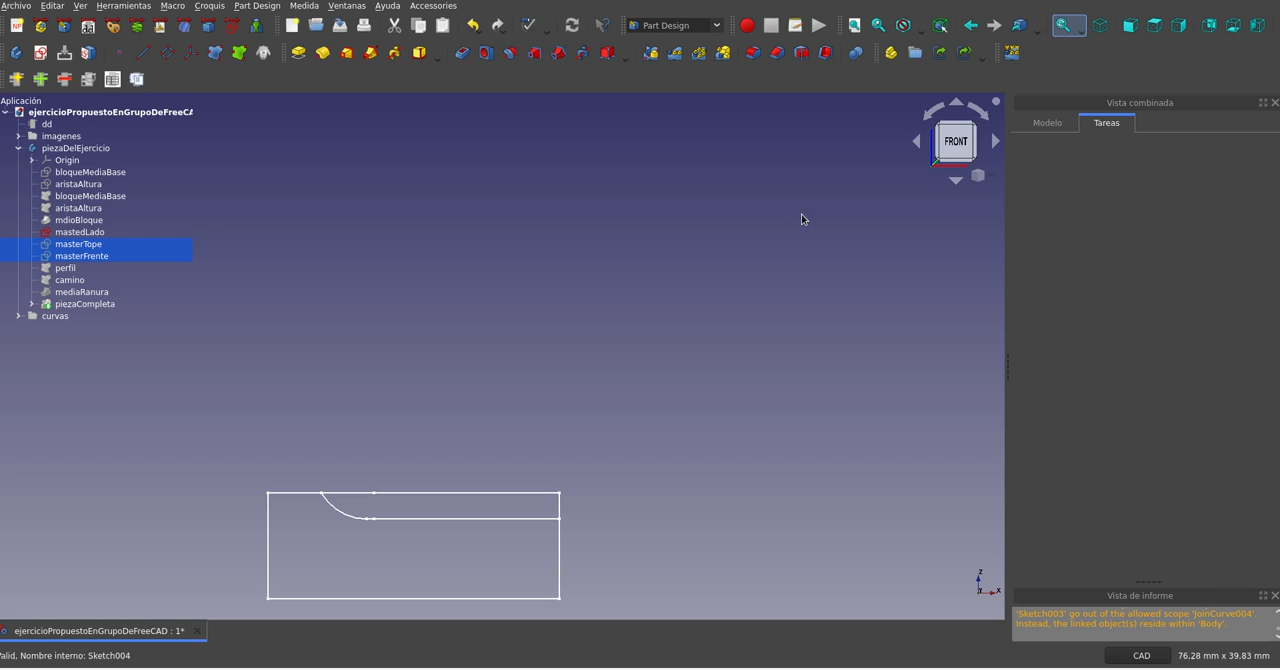 Archivo Editar Ver Herramientas Macro Croquis Part Design Medida Ventanas Ayuda Accessories
Part Design
Aplicación
ejercicioPropuestoEnGrupoDeFreeCA
dd
imagenes
piezaDelEjercicio
Origin
bloqueMediaBase
aristaAltura
bloqueMediaBase
aristaAltura
mdioBloque
mastedLado
masterTope
masterFrente
perfil
camino
mediaRanura
piezaCompleta
curvas
FRONT
z
Y
x
Vista combinada
Modelo Tareas
Vista de informe
'Sketch003' go out of the allowed scope 'JoinCurve004'.
Instead, the linked object(s) reside within 'Body'.
ejercicioPropuestoEnGrupoDeFreeCAD : 1*
alid, Nombre interno: Sketch004
CAD 76,28 mm x 39,83 mm